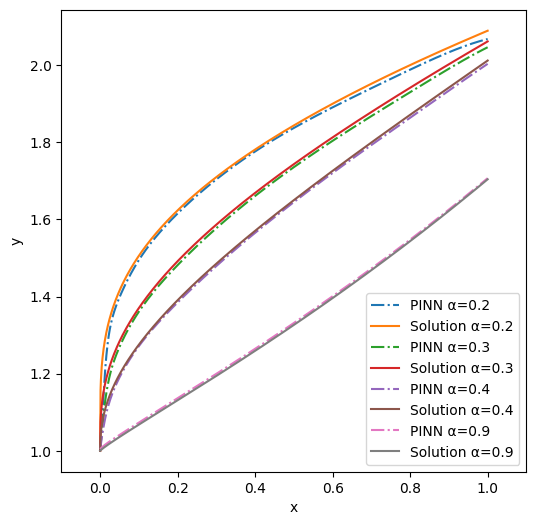 2.0
1.8
1.6
1.4
1.2
1.0
y
0.0 0.2 0.4 0.6 0.8 1.0
x
PINN α=0.2
Solution α=0.2
PINN α=0.3
Solution α=0.3
PINN α=0.4
Solution α=0.4
PINN α=0.9
Solution α=0.9